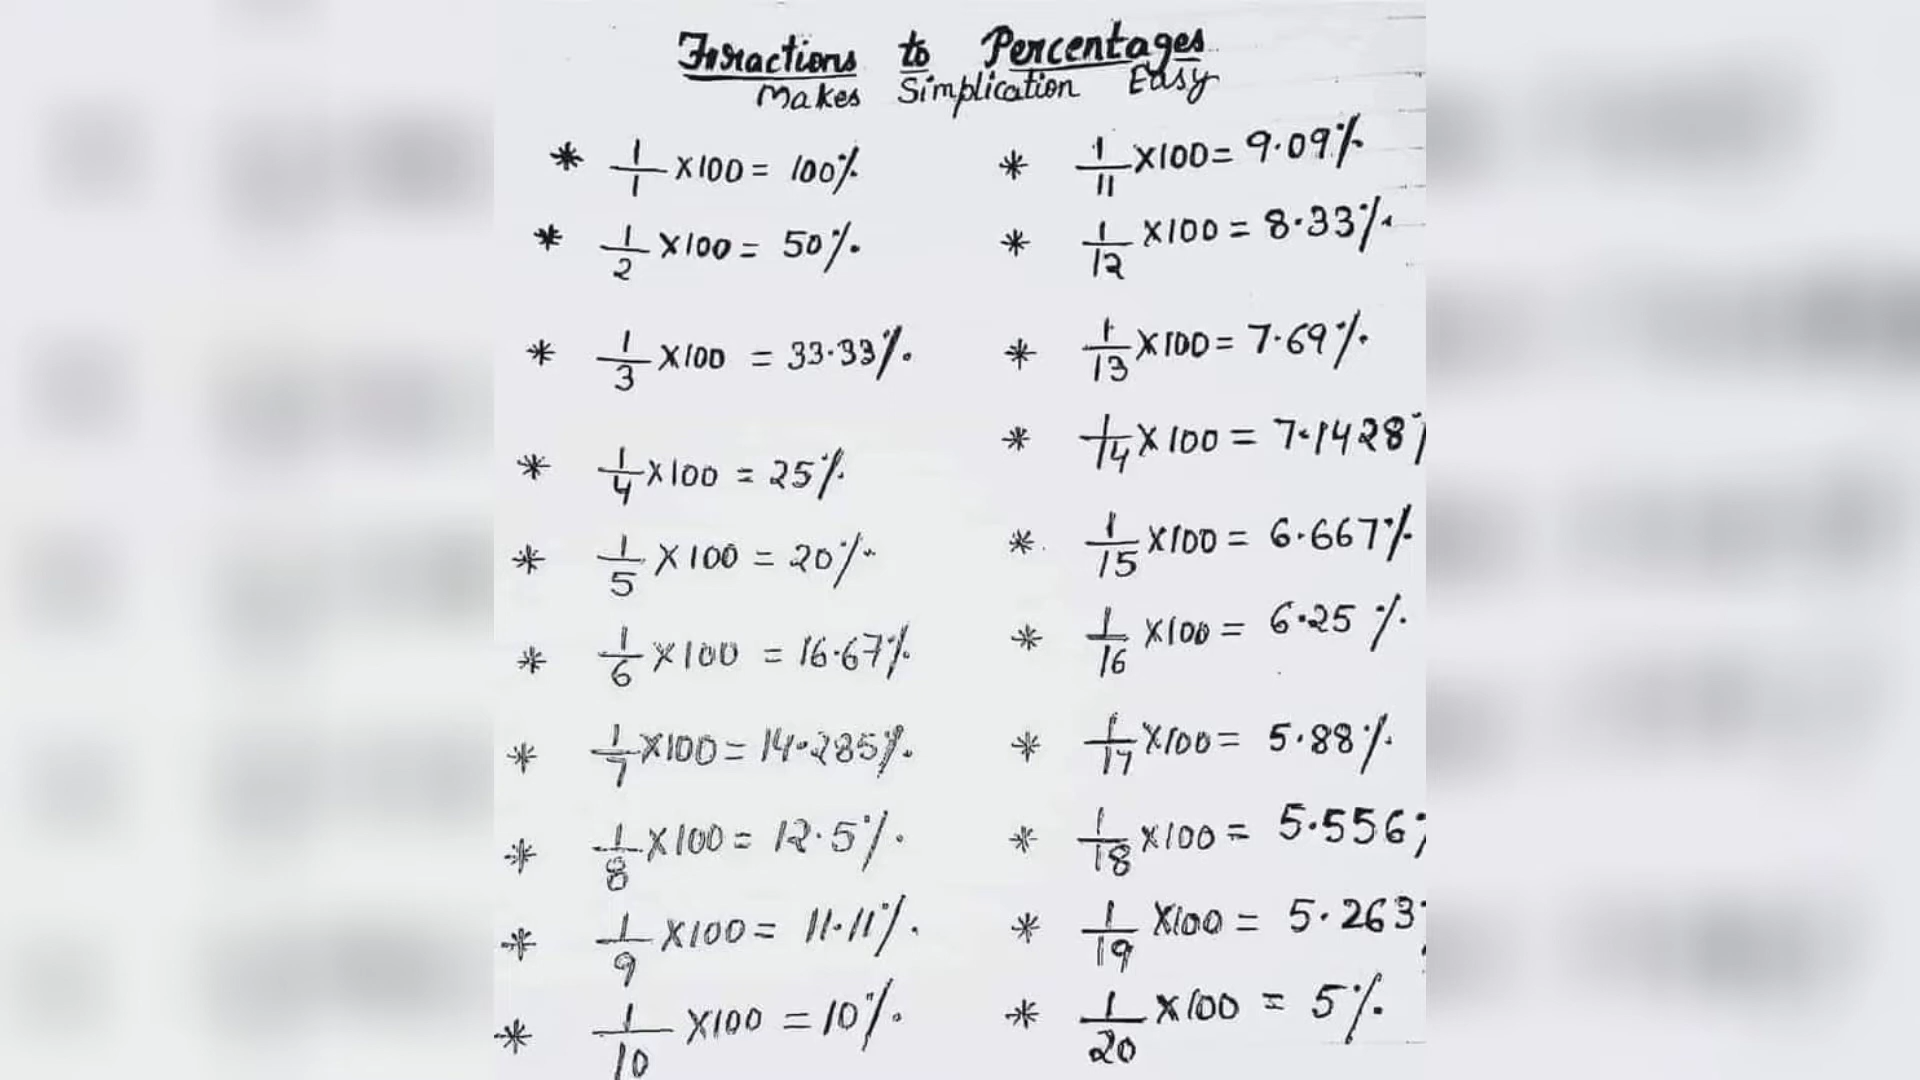 Fractions to Percentages
Makes Simplication Easy
* 1/1 X100 = 100%
* 1/2 X100 = 50%
* 1/3 X100 = 33.33%
* 1/4 X100 = 25%
* 1/5 X100 = 20%
* 1/6 X100 = 16.67%
* 1/7 X100 = 14.285%
* 1/8 X100 = 12.5%
* 1/9 X100 = 11.11%
* 1/10 X100 = 10%
* 1/11 X100 = 9.09%
* 1/12 X100 = 8.33%
* 1/13 X100 = 7.69%
* 1/14 X100 = 7.1428%
* 1/15 X100 = 6.667%
* 1/16 X100 = 6.25%
* 1/17 X100 = 5.88%
* 1/18 X100 = 5.556%
* 1/19 X100 = 5.263
* 1/20 X100 = 5%